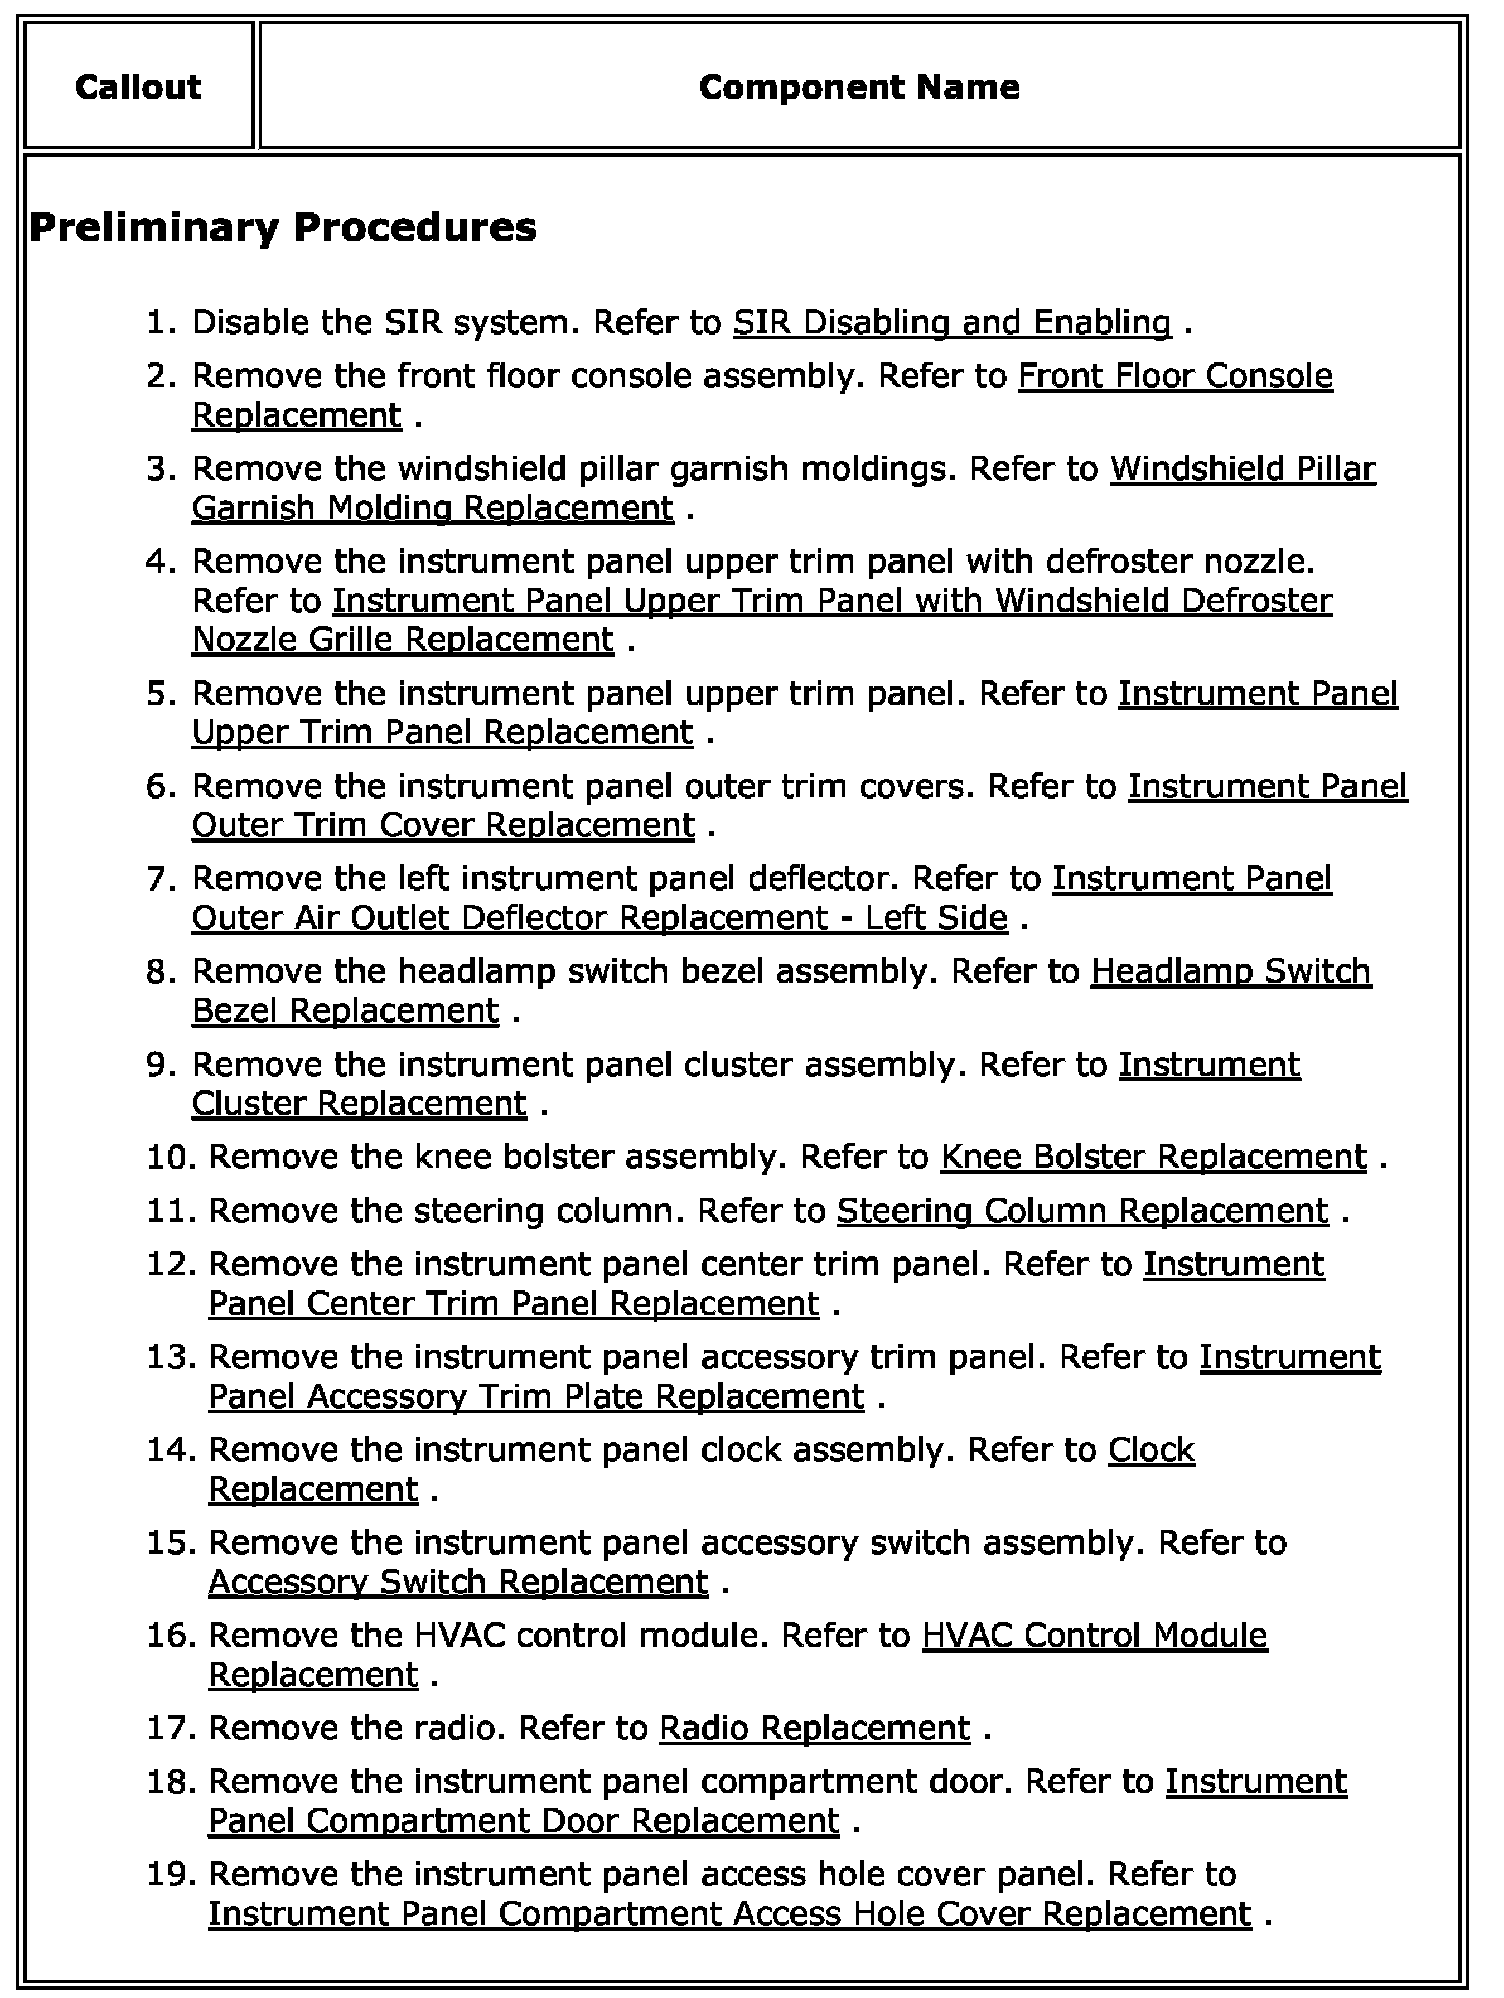 Callout
Component Name
Preliminary Procedures
1. Disable the SIR system. Refer to SIR Disabling and Enabling .
2. Remove the front floor console assembly. Refer to Front Floor Console
Replacement .
3. Remove the windshield pillar garnish moldings. Refer to Windshield Pillar
Garnish Molding Replacement .
4. Remove the instrument panel upper trim panel with defroster nozzle.
Refer to Instrument Panel Upper Trim Panel with Windshield Defroster
Nozzle Grille Replacement .
5. Remove the instrument panel upper trim panel. Refer to Instrument Panel
Upper Trim Panel Replacement .
6. Remove the instrument panel outer trim covers. Refer to Instrument Panel
Outer Trim Cover Replacement .
7. Remove the left instrument panel deflector. Refer to Instrument Panel
Outer Air Outlet Deflector Replacement - Left Side .
8. Remove the headlamp switch bezel assembly. Refer to Headlamp Switch
Bezel Replacement .
9. Remove the instrument panel cluster assembly. Refer to Instrument
Cluster Replacement .
10. Remove the knee bolster assembly. Refer to Knee Bolster Replacement .
11. Remove the steering column. Refer to Steering Column Replacement .
12. Remove the instrument panel center trim panel. Refer to Instrument
Panel Center Trim Panel Replacement .
13. Remove the instrument panel accessory trim panel. Refer to Instrument
Panel Accessory Trim Plate Replacement .
14. Remove the instrument panel clock assembly. Refer to Clock
Replacement .
15. Remove the instrument panel accessory switch assembly. Refer to
Accessory Switch Replacement .
16. Remove the HVAC control module. Refer to HVAC Control Module
Replacement .
17. Remove the radio. Refer to Radio Replacement .
18. Remove the instrument panel compartment door. Refer to Instrument
Panel Compartment Door Replacement .
19. Remove the instrument panel access hole cover panel. Refer to
Instrument Panel Compartment Access Hole Cover Replacement .